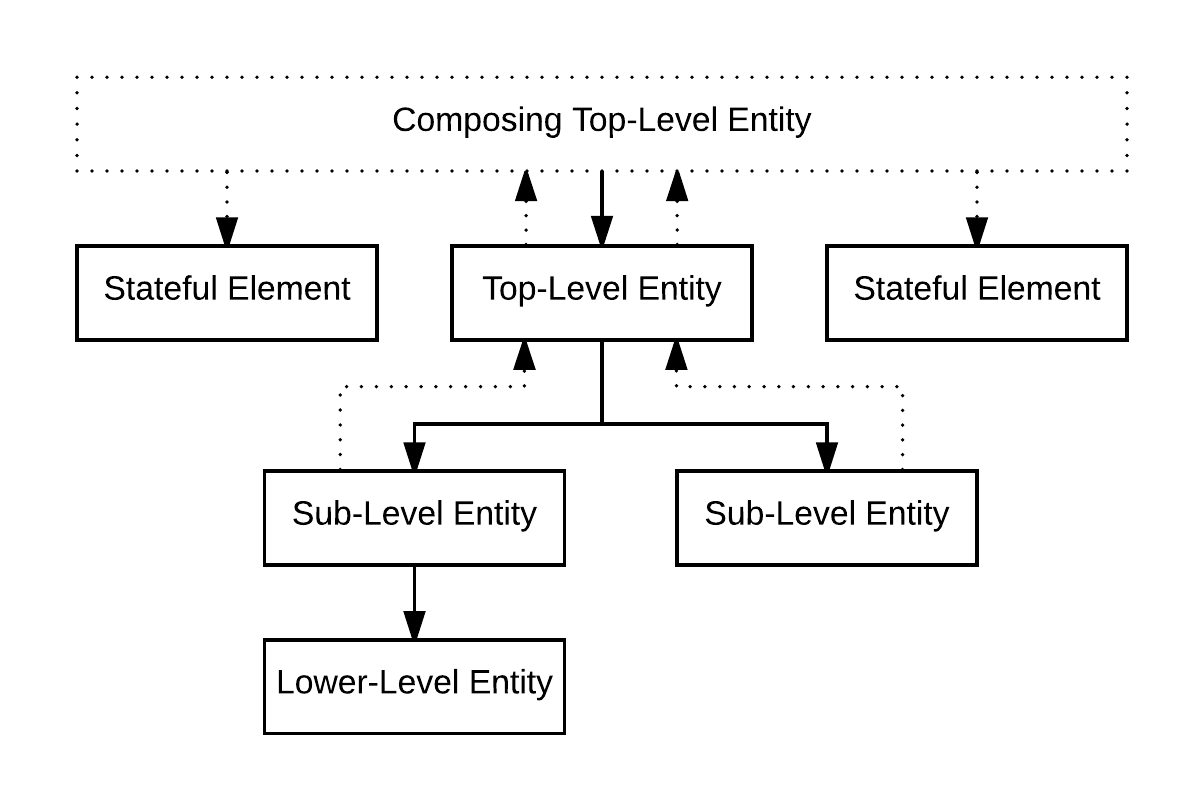 Composing Top-Level Entity
Stateful Element
Top-Level Entity
Stateful Element
Sub-Level Entity
Sub-Level Entity
Lower-Level Entity